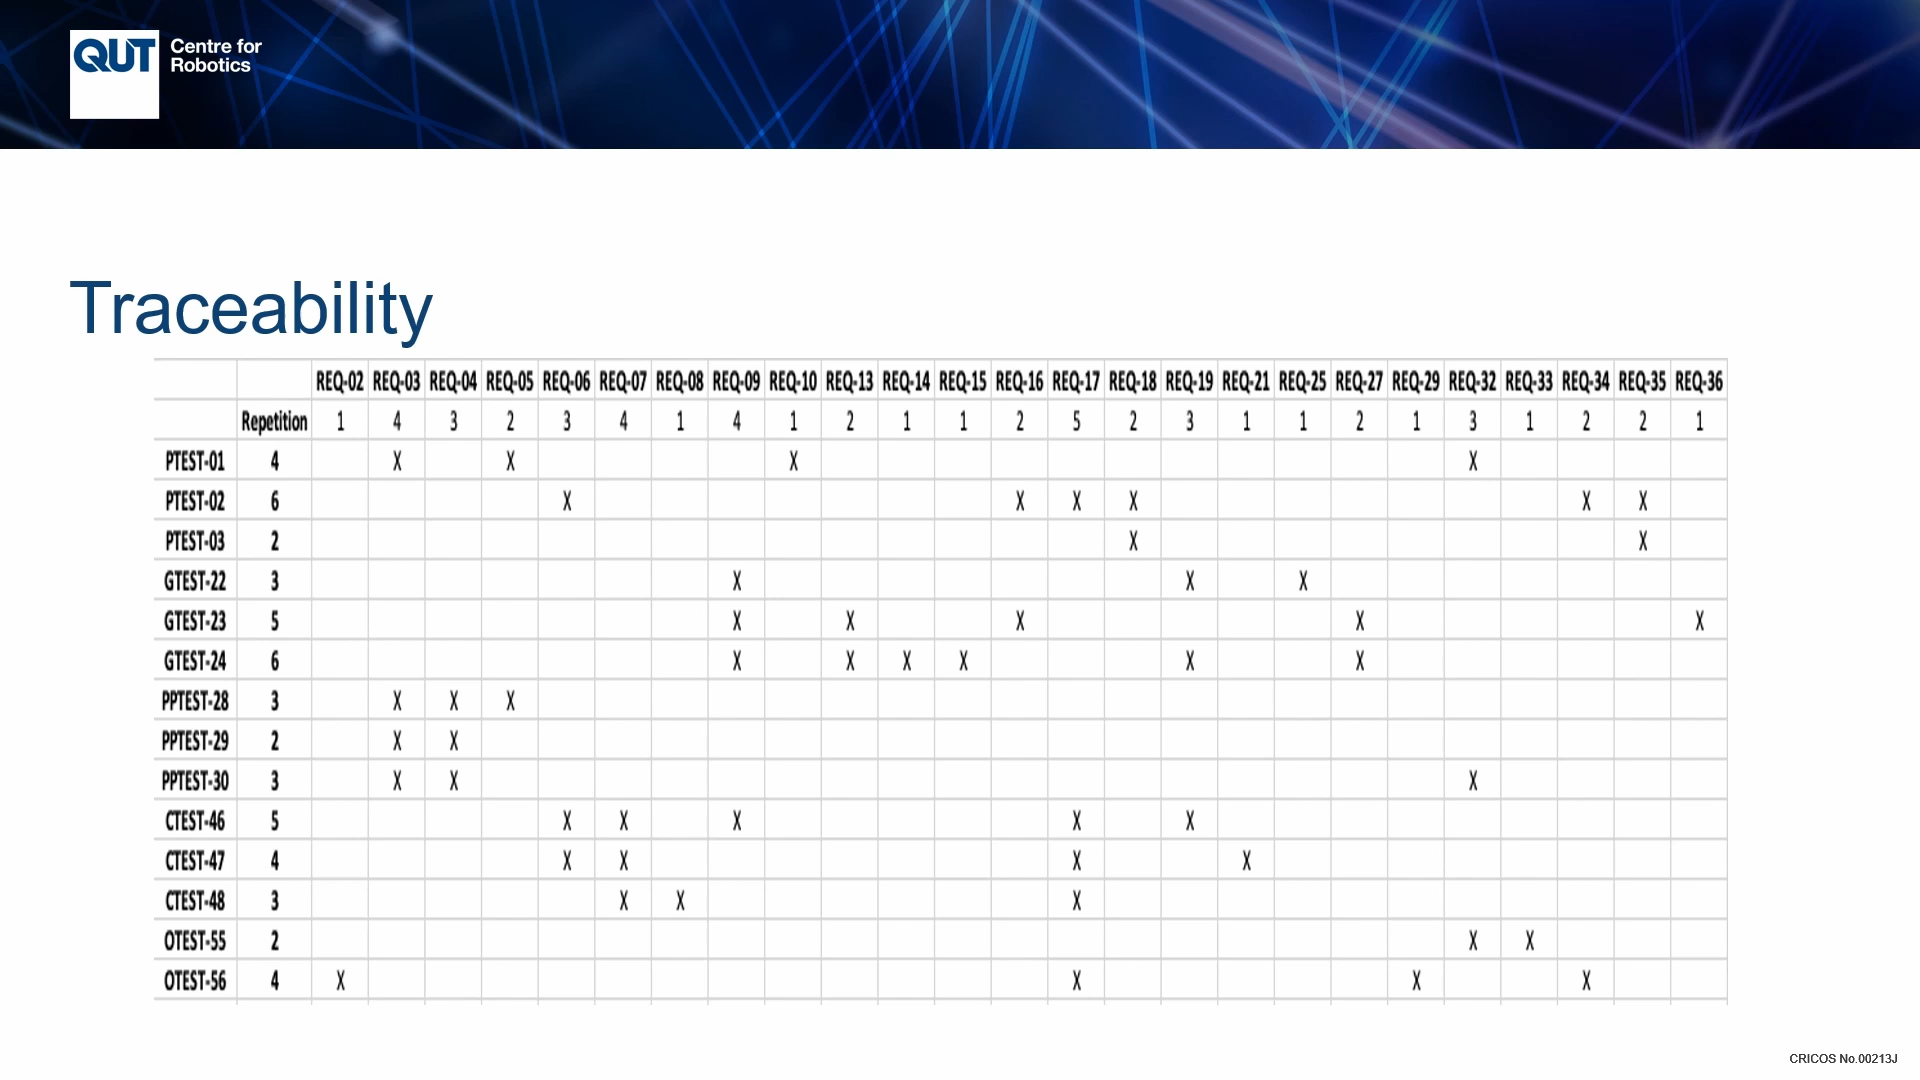 QUT Centre for
Robotics
Traceability
REQ-02 REQ-03 REQ-04 REQ-05 REQ-06 REQ-07 REQ-08 REQ-09 REQ-10 REQ-13 REQ-14 REQ-15 REQ-16 REQ-17 REQ-18 REQ-19 REQ-21 REQ-25 REQ-27 REQ-29 REQ-32 REQ-33 REQ-34 REQ-35 REQ-36
Repetition 1 4 3 2 3 4 1 4 1 2 1 1 2 5 2 3 1 1 2 1 3 1 2 2 1
PTEST-01 4 X X X X
PTEST-02 6 X X X X X X
PTEST-03 2 X X
GTEST-22 3 X X X
GTEST-23 5 X X X X X
GTEST-24 6 X X X X X X
PPTEST-28 3 X X X
PPTEST-29 2 X X
PPTEST-30 3 X X X
CTEST-46 5 X X X X X
CTEST-47 4 X X X X
CTEST-48 3 X X X
OTEST-55 2 X X
OTEST-56 4 X X X X
CRICOS No.00213J